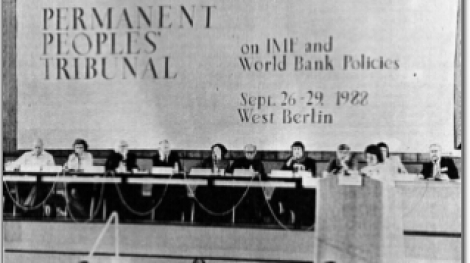 PERMANENT
PEOPLES'
TRIBUNAL
on IMF and
World Bank Policies
Sept. 26-29, 1988
West Berlin